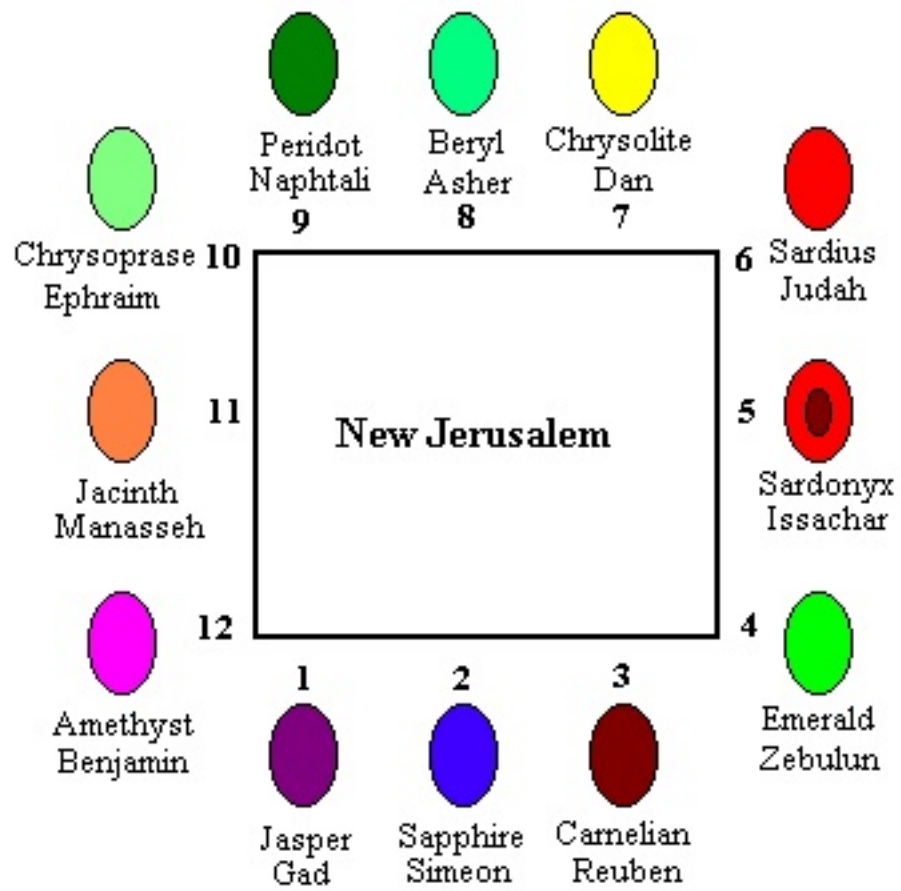 Peridot
Naphtali
9
Beryl
Asher
8
Chrysolite
Dan
7
Chrysoprase
Ephraim
10
6
Sardius
Judah
11
Jacinth
Manasseh
New Jerusalem
5
Sardonyx
Issachar
12
Amethyst
Benjamin
4
Emerald
Zebulun
1
Jasper
Gad
2
Sapphire
Simeon
3
Carnelian
Reuben